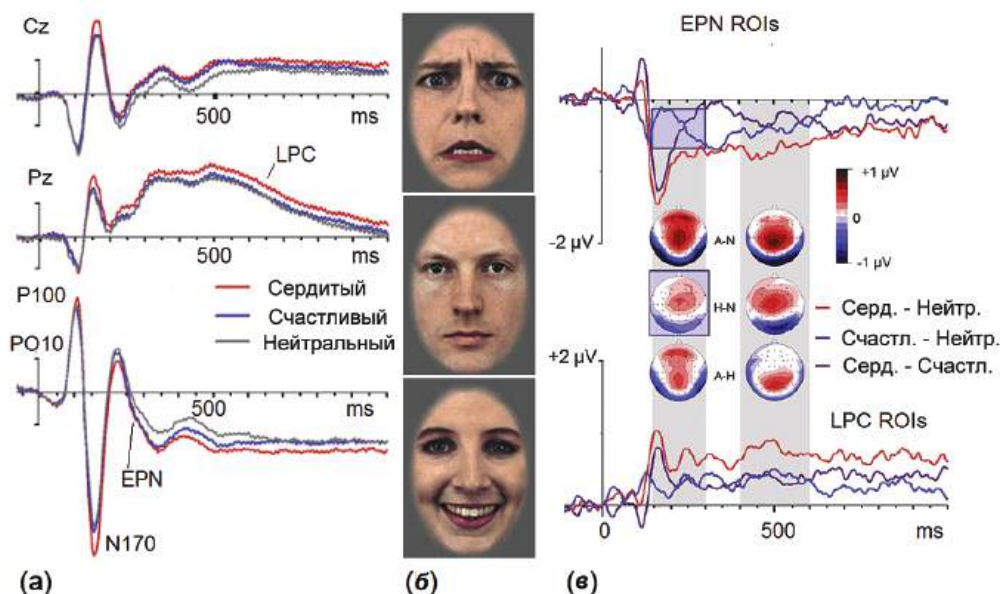 Cz
500
ms
Pz
LPC
500
ms
P100
Сердитый
Счастливый
Нейтральный
PO10
500
ms
EPN
N170
(а)
(б)
EPN ROIs
-2 µV
+1 µV
0
-1 µV
A-N
H-N
A-H
Серд. - Нейтр.
Счастл. - Нейтр.
Серд. - Счастл.
+2 µV
LPC ROIs
0
500
ms
(в)